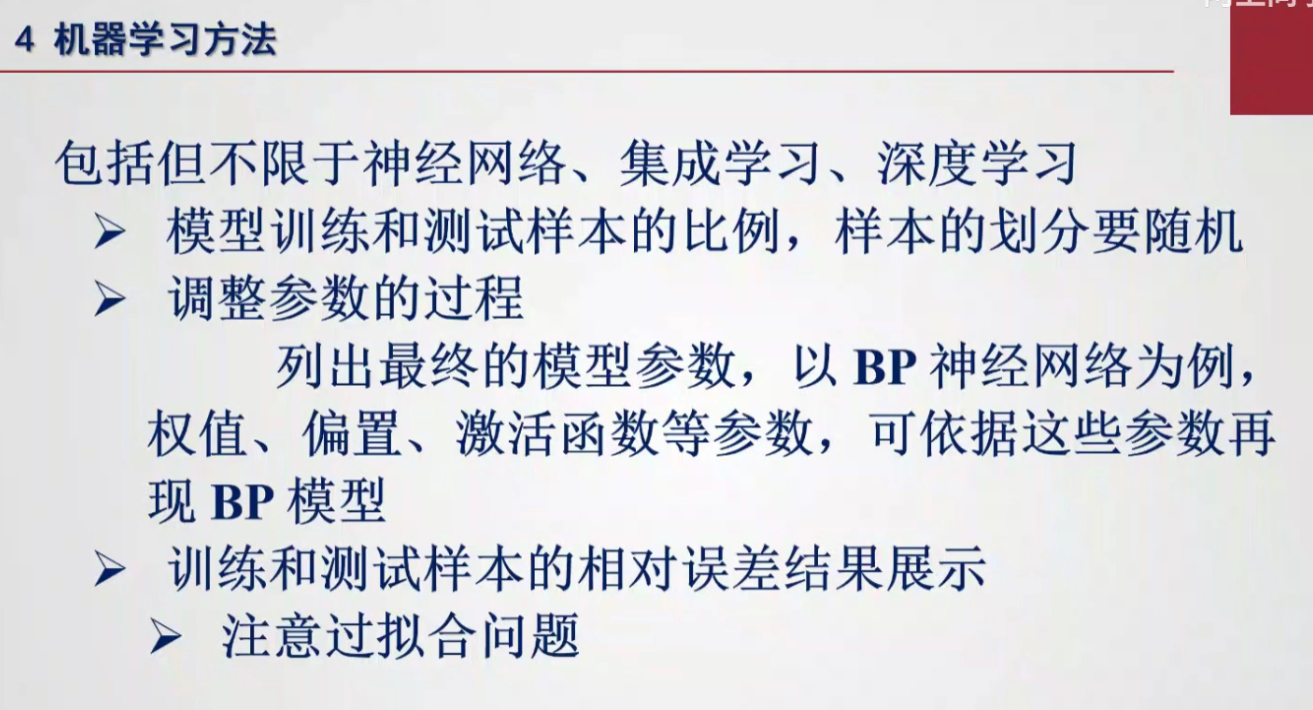 4 机器学习方法
包括但不限于神经网络、集成学习、深度学习
➢ 模型训练和测试样本的比例，样本的划分要随机
➢ 调整参数的过程
列出最终的模型参数，以 BP 神经网络为例，
权值、偏置、激活函数等参数，可依据这些参数再
现 BP 模型
➢ 训练和测试样本的相对误差结果展示
➢ 注意过拟合问题